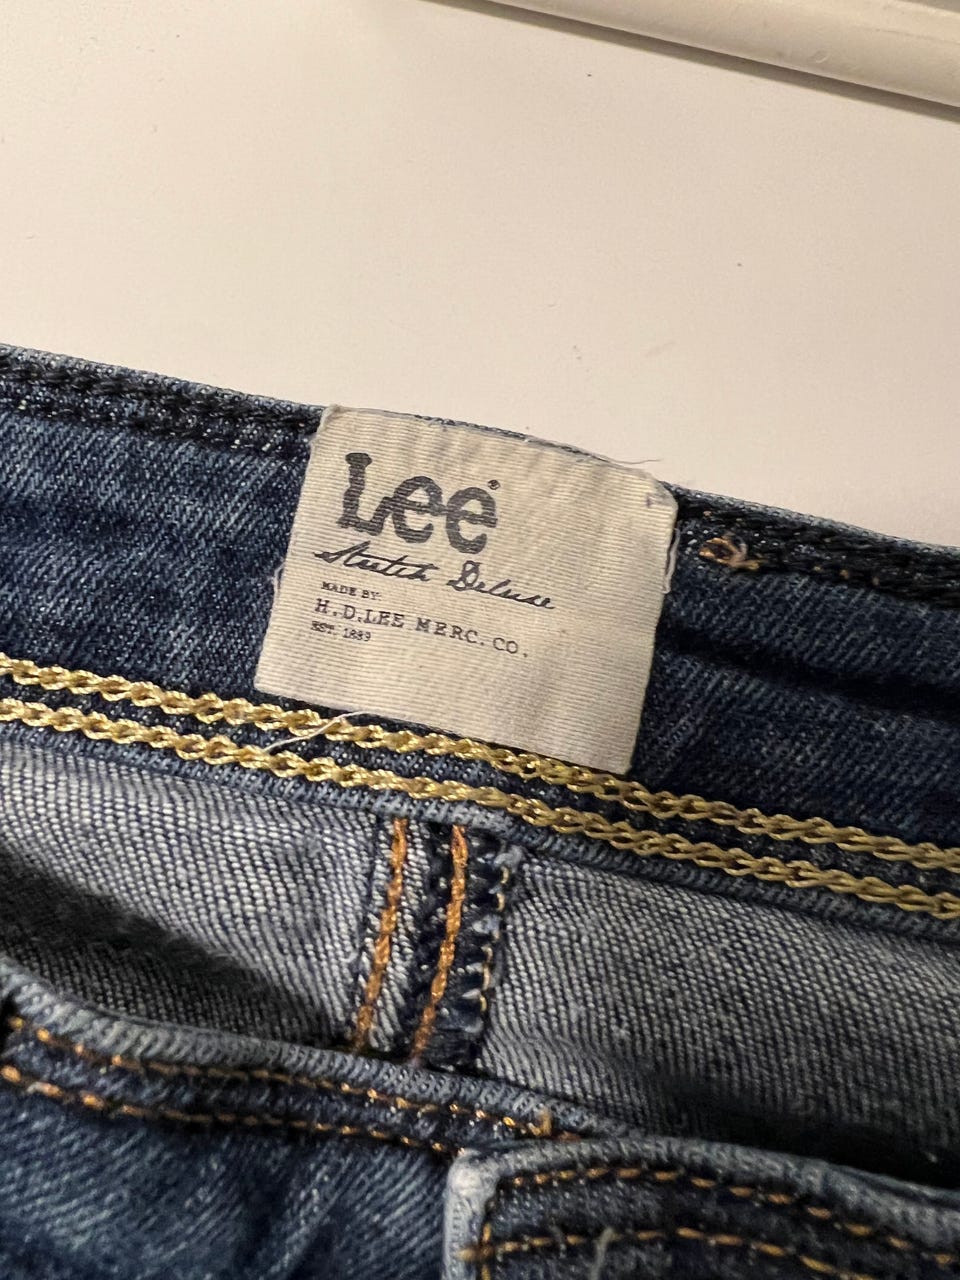 Lee®
Stretch Deluxe
MADE BY:
H.D.LEE MERC. CO.
EST. 1889